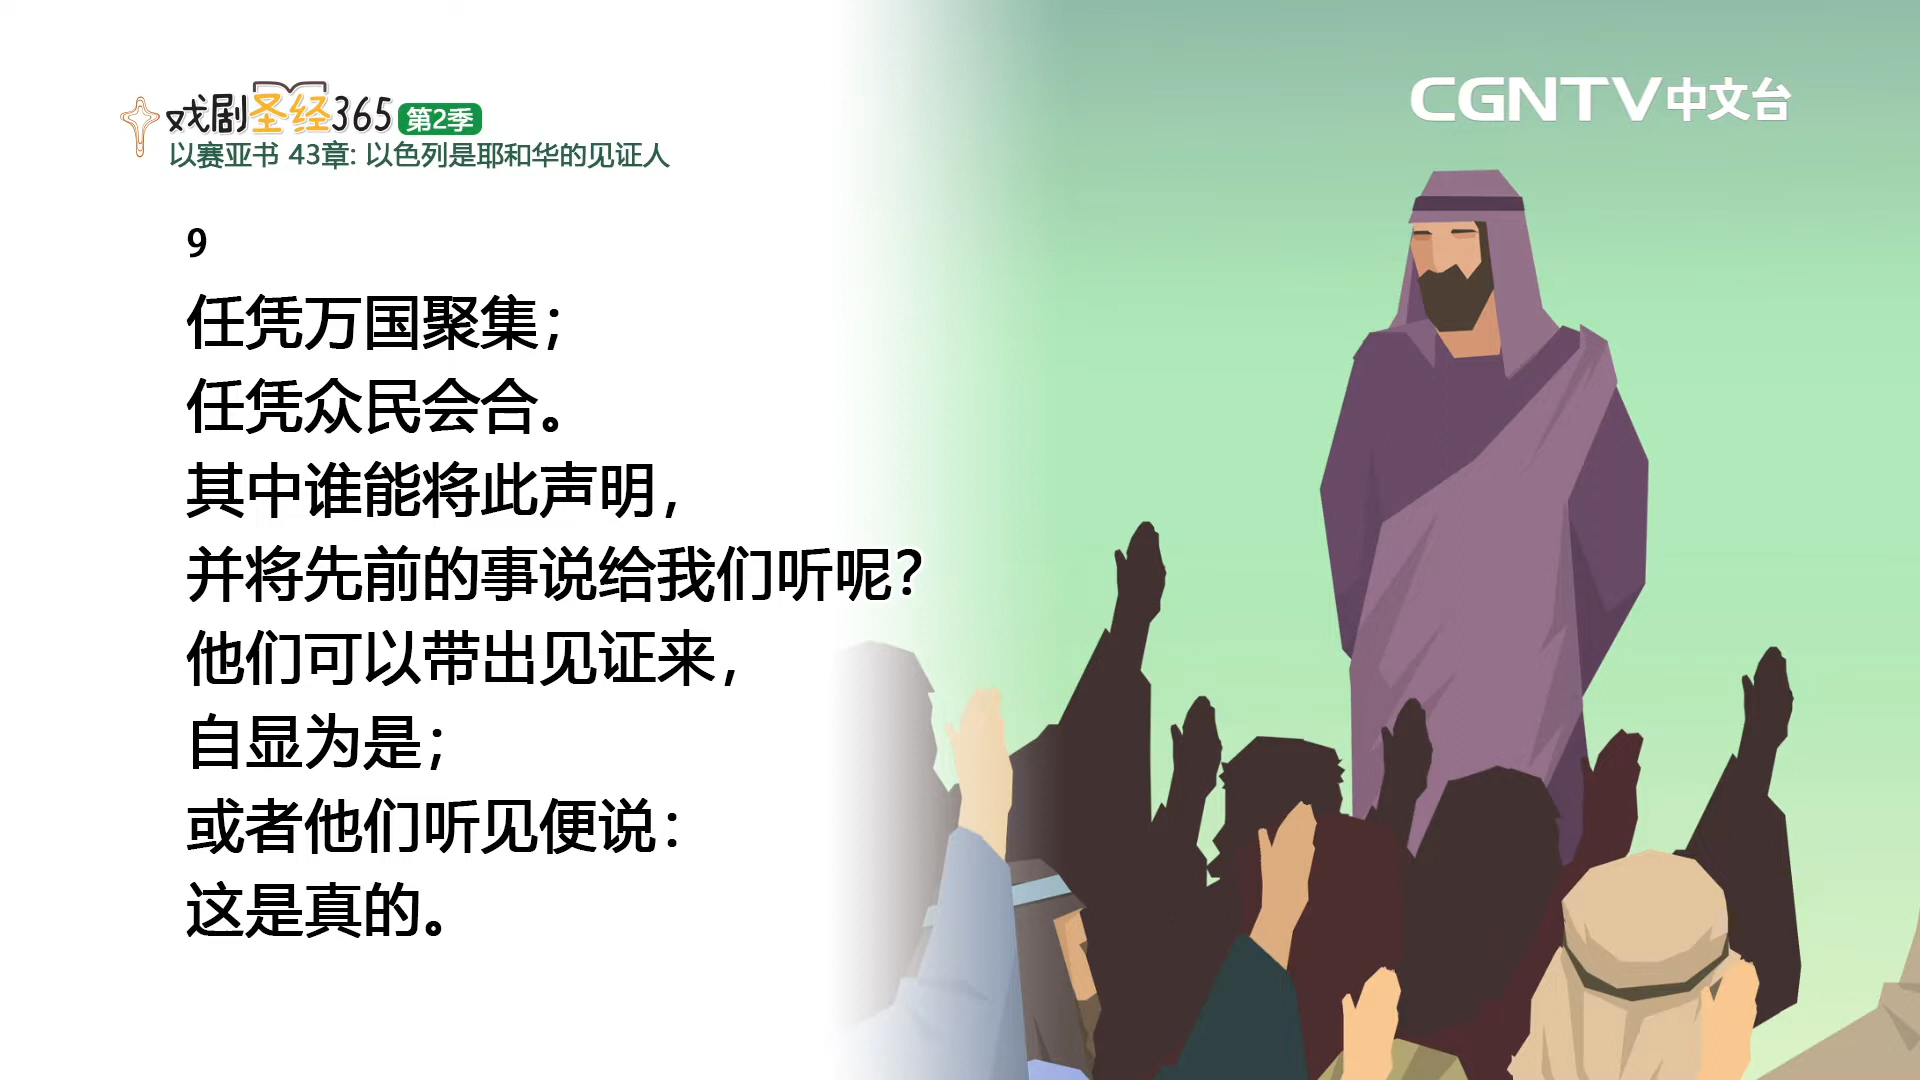 戏剧圣经365 第2季
CGNTV中文台
以赛亚书 43章: 以色列是耶和华的见证人
9
任凭万国聚集；
任凭众民会合。
其中谁能将此声明，
并将先前的事说给我们听呢？
他们可以带出见证来，
自显为是；
或者他们听见便说：
这是真的。